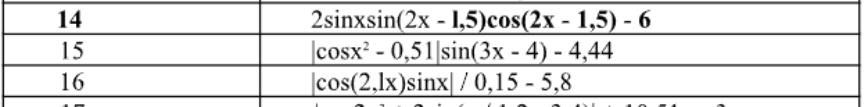 14 2sinxsin(2x - l,5)cos(2x - 1,5) - 6
15 |cosx² - 0,51|sin(3x - 4) - 4,44
16 |cos(2,lx)sinx| / 0,15 - 5,8